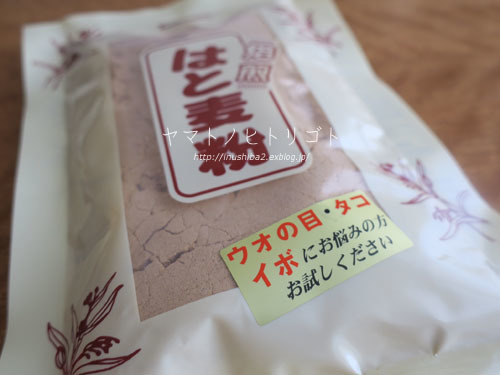 はと麦粉
ヤマトノヒトリゴト
http://inushiba2.exblog.jp/
ウオの目・タコ
イボにお悩みの方
お試しください